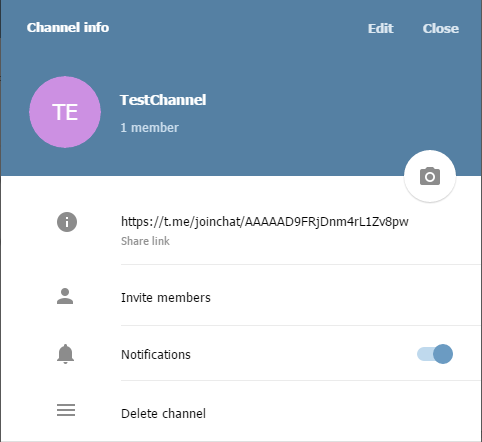 Channel info
Edit
Close
TE
TestChannel
1 member
https://t.me/joinchat/AAAAAD9FRjDnm4rL1Zv8pw
Share link
Invite members
Notifications
Delete channel